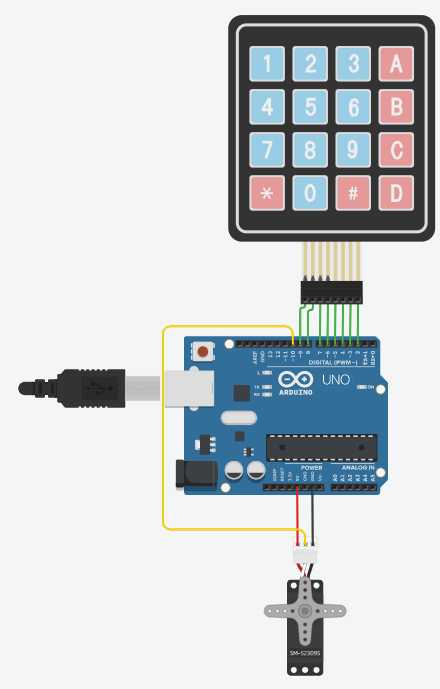 1 2 3 A
4 5 6 B
7 8 9 C
* 0 # D
AREF
GND
13
12
~11
~10
~9
8
7
~6
~5
4
~3
2
TX→1
RX←0
DIGITAL (PWM~)
L
TX
RX
ARDUINO
UNO
ON
POWER
ANALOG IN
IOREF
RESET
3.3V
5V
GND
GND
Vin
A0
A1
A2
A3
A4
A5
SM-S2309S